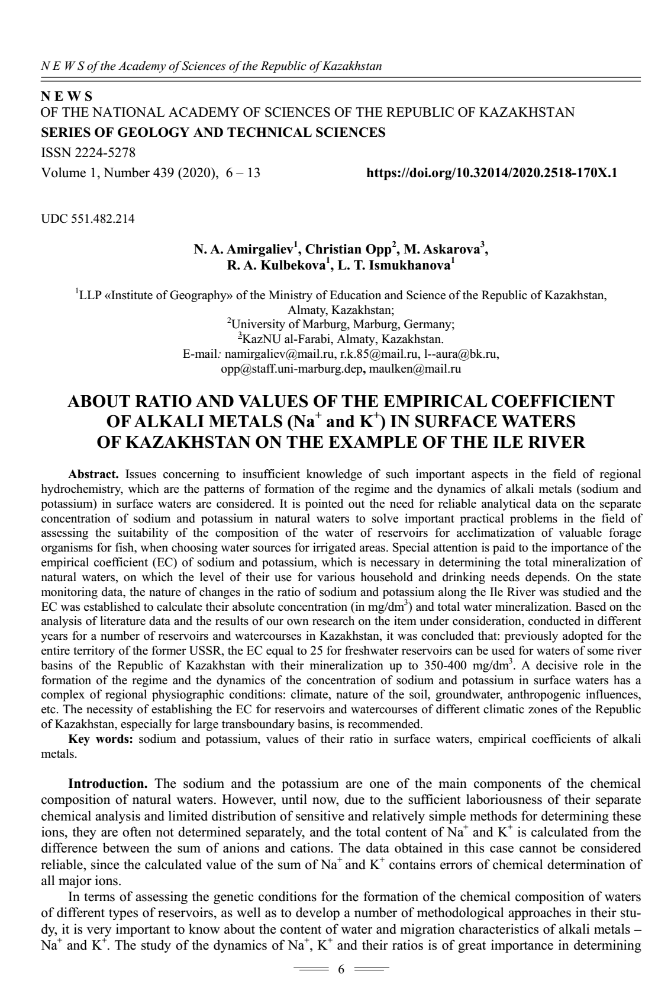 N E W S of the Academy of Sciences of the Republic of Kazakhstan
N E W S
OF THE NATIONAL ACADEMY OF SCIENCES OF THE REPUBLIC OF KAZAKHSTAN
SERIES OF GEOLOGY AND TECHNICAL SCIENCES
ISSN 2224-5278
Volume 1, Number 439 (2020), 6 – 13 https://doi.org/10.32014/2020.2518-170X.1
UDC 551.482.214
N. A. Amirgaliev¹, Christian Opp², M. Askarova³,
R. A. Kulbekova¹, L. T. Ismukhanova¹
¹LLP «Institute of Geography» of the Ministry of Education and Science of the Republic of Kazakhstan,
Almaty, Kazakhstan;
²University of Marburg, Marburg, Germany;
³KazNU al-Farabi, Almaty, Kazakhstan.
E-mail: namirgaliev@mail.ru, r.k.85@mail.ru, l--aura@bk.ru,
opp@staff.uni-marburg.dep, maulken@mail.ru
ABOUT RATIO AND VALUES OF THE EMPIRICAL COEFFICIENT
OF ALKALI METALS (Na⁺ and K⁺) IN SURFACE WATERS
OF KAZAKHSTAN ON THE EXAMPLE OF THE ILE RIVER
Abstract. Issues concerning to insufficient knowledge of such important aspects in the field of regional
hydrochemistry, which are the patterns of formation of the regime and the dynamics of alkali metals (sodium and
potassium) in surface waters are considered. It is pointed out the need for reliable analytical data on the separate
concentration of sodium and potassium in natural waters to solve important practical problems in the field of
assessing the suitability of the composition of the water of reservoirs for acclimatization of valuable forage
organisms for fish, when choosing water sources for irrigated areas. Special attention is paid to the importance of the
empirical coefficient (EC) of sodium and potassium, which is necessary in determining the total mineralization of
natural waters, on which the level of their use for various household and drinking needs depends. On the state
monitoring data, the nature of changes in the ratio of sodium and potassium along the Ile River was studied and the
EC was established to calculate their absolute concentration (in mg/dm³) and total water mineralization. Based on the
analysis of literature data and the results of our own research on the item under consideration, conducted in different
years for a number of reservoirs and watercourses in Kazakhstan, it was concluded that: previously adopted for the
entire territory of the former USSR, the EC equal to 25 for freshwater reservoirs can be used for waters of some river
basins of the Republic of Kazakhstan with their mineralization up to 350-400 mg/dm³. A decisive role in the
formation of the regime and the dynamics of the concentration of sodium and potassium in surface waters has a
complex of regional physiographic conditions: climate, nature of the soil, groundwater, anthropogenic influences,
etc. The necessity of establishing the EC for reservoirs and watercourses of different climatic zones of the Republic
of Kazakhstan, especially for large transboundary basins, is recommended.
Key words: sodium and potassium, values of their ratio in surface waters, empirical coefficients of alkali
metals.
Introduction. The sodium and the potassium are one of the main components of the chemical
composition of natural waters. However, until now, due to the sufficient laboriousness of their separate
chemical analysis and limited distribution of sensitive and relatively simple methods for determining these
ions, they are often not determined separately, and the total content of Na⁺ and K⁺ is calculated from the
difference between the sum of anions and cations. The data obtained in this case cannot be considered
reliable, since the calculated value of the sum of Na⁺ and K⁺ contains errors of chemical determination of
all major ions.
In terms of assessing the genetic conditions for the formation of the chemical composition of waters
of different types of reservoirs, as well as to develop a number of methodological approaches in their stu-
dy, it is very important to know about the content of water and migration characteristics of alkali metals –
Na⁺ and K⁺. The study of the dynamics of Na⁺, K⁺ and their ratios is of great importance in determining
6